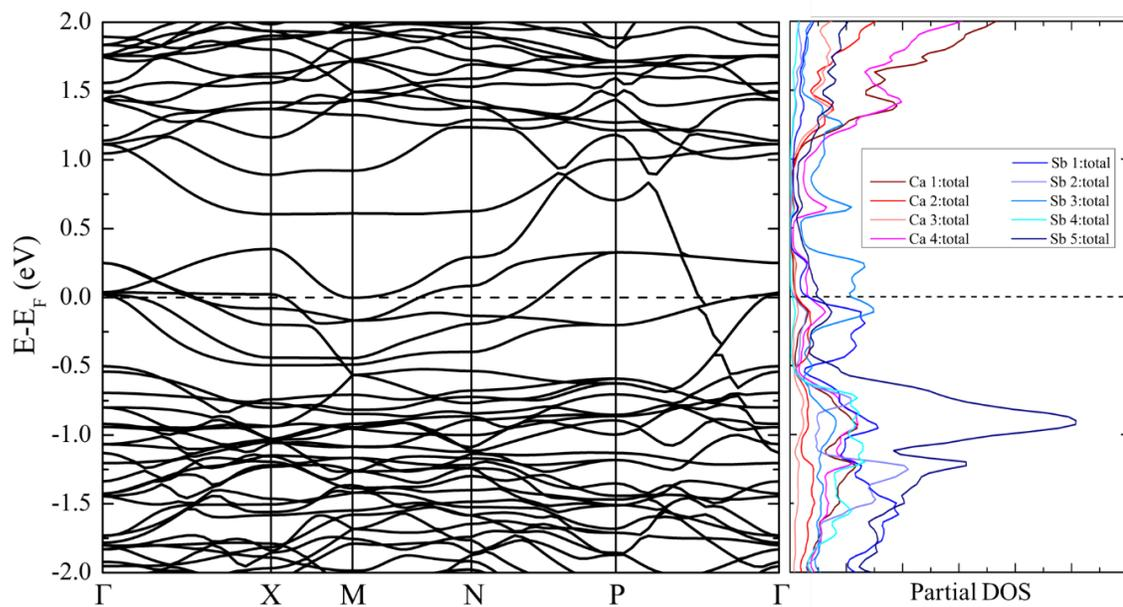 2.0
1.5
1.0
0.5
0.0
-0.5
-1.0
-1.5
-2.0
E-E_F (eV)
Γ X M N P Γ
Sb 1:total
Ca 1:total Sb 2:total
Ca 2:total Sb 3:total
Ca 3:total Sb 4:total
Ca 4:total Sb 5:total
Partial DOS